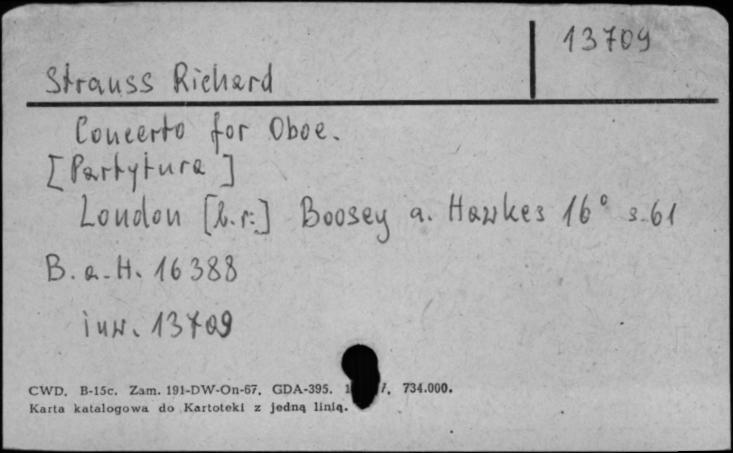 13709
Strauss Richard
Concerto for Oboe.
[Partytura]
London [b.r.] Boosey a. Hawkes 16° s. 61
B. a. H. 16388
inw. 13709
CWD. B-15c. Zam. 191-DW-On-67. GDA-395. 734.000.
Karta katalogowa do Kartoteki z jedną linią.